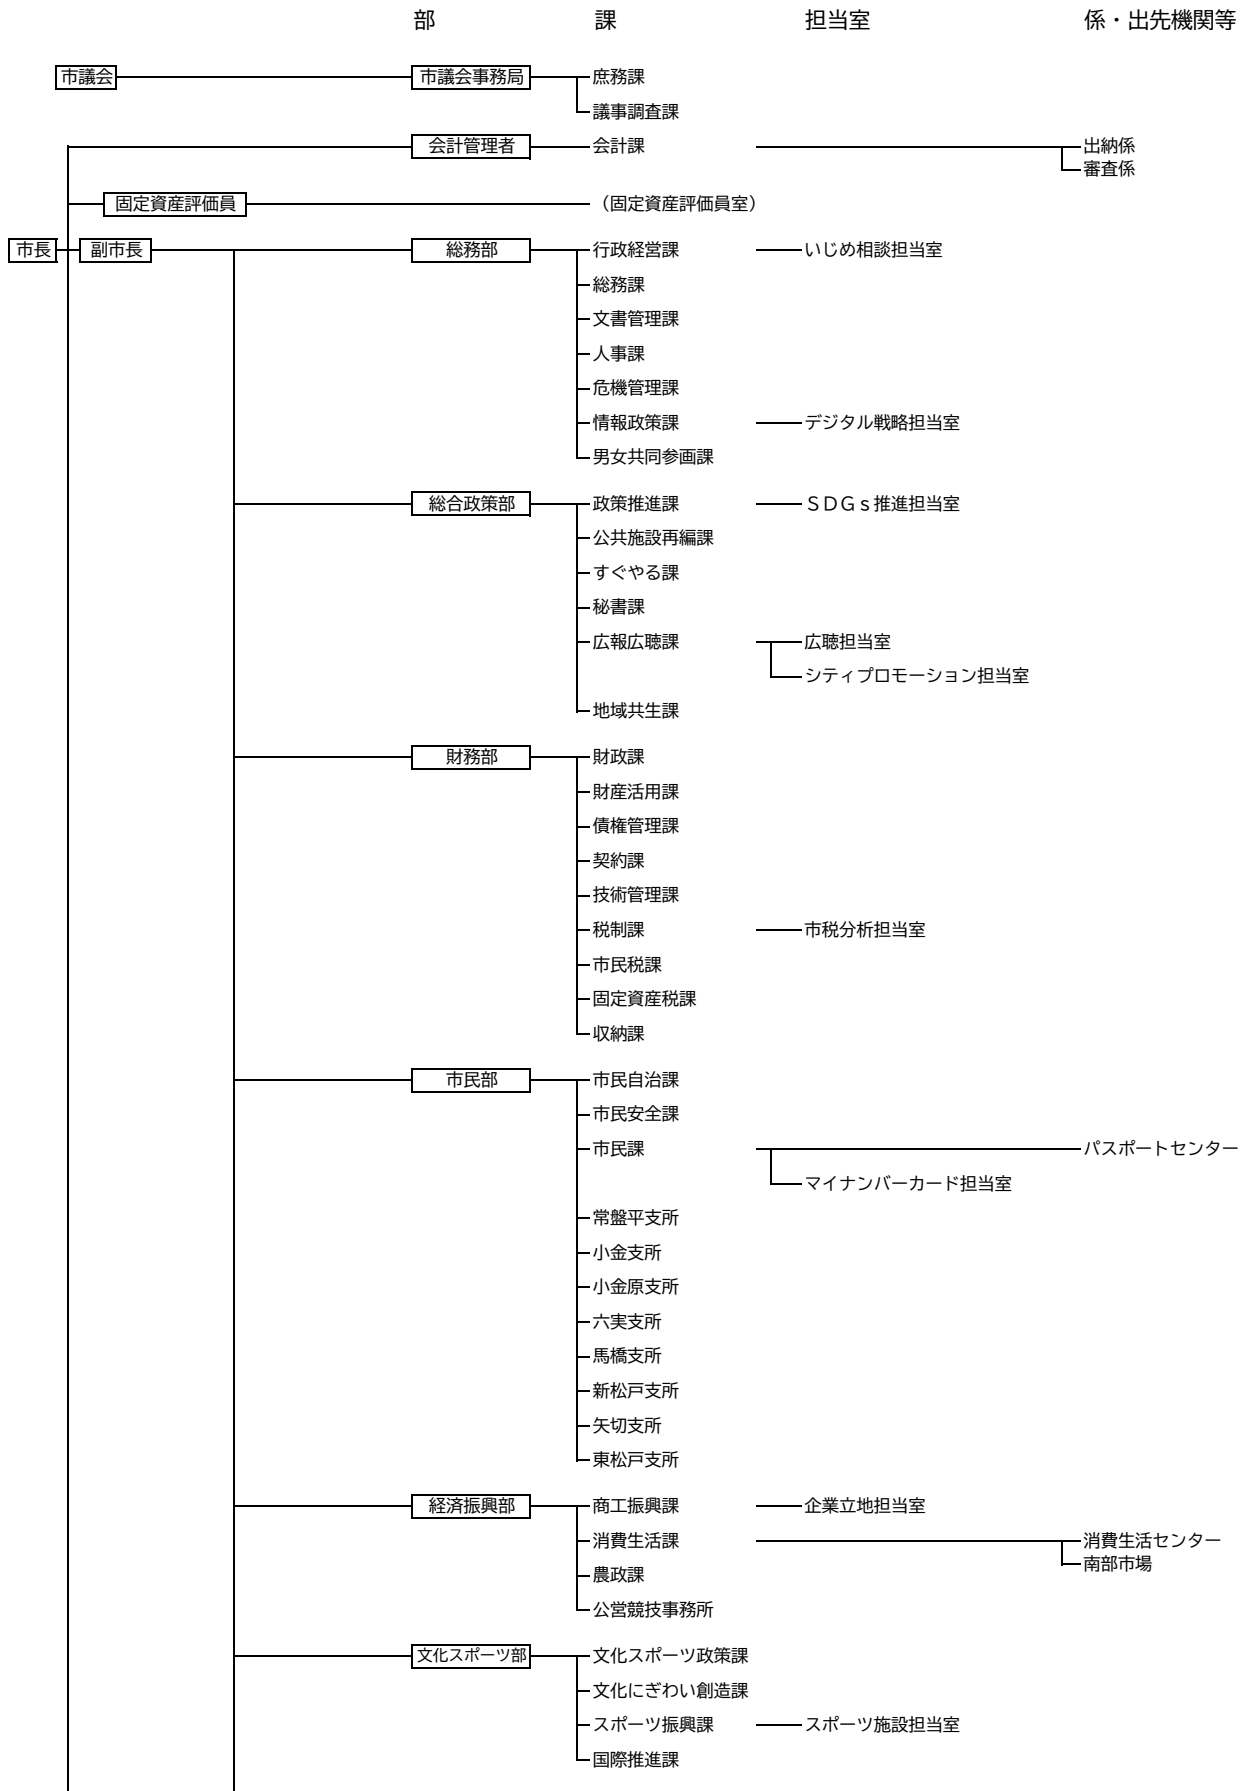 部 課 担当室 係・出先機関等
市議会 市議会事務局 庶務課
議事調査課
会計管理者 会計課 出納係
審査係
固定資産評価員 （固定資産評価員室）
市長 副市長 総務部 行政経営課 いじめ相談担当室
総務課
文書管理課
人事課
危機管理課
情報政策課 デジタル戦略担当室
男女共同参画課
総合政策部 政策推進課 ＳＤＧｓ推進担当室
公共施設再編課
すぐやる課
秘書課
広報広聴課 広聴担当室
シティプロモーション担当室
地域共生課
財務部 財政課
財産活用課
債権管理課
契約課
技術管理課
税制課 市税分析担当室
市民税課
固定資産税課
収納課
市民部 市民自治課
市民安全課
市民課 パスポートセンター
マイナンバーカード担当室
常盤平支所
小金支所
小金原支所
六実支所
馬橋支所
新松戸支所
矢切支所
東松戸支所
経済振興部 商工振興課 企業立地担当室
消費生活課 消費生活センター
南部市場
農政課
公営競技事務所
文化スポーツ部 文化スポーツ政策課
文化にぎわい創造課
スポーツ振興課 スポーツ施設担当室
国際推進課